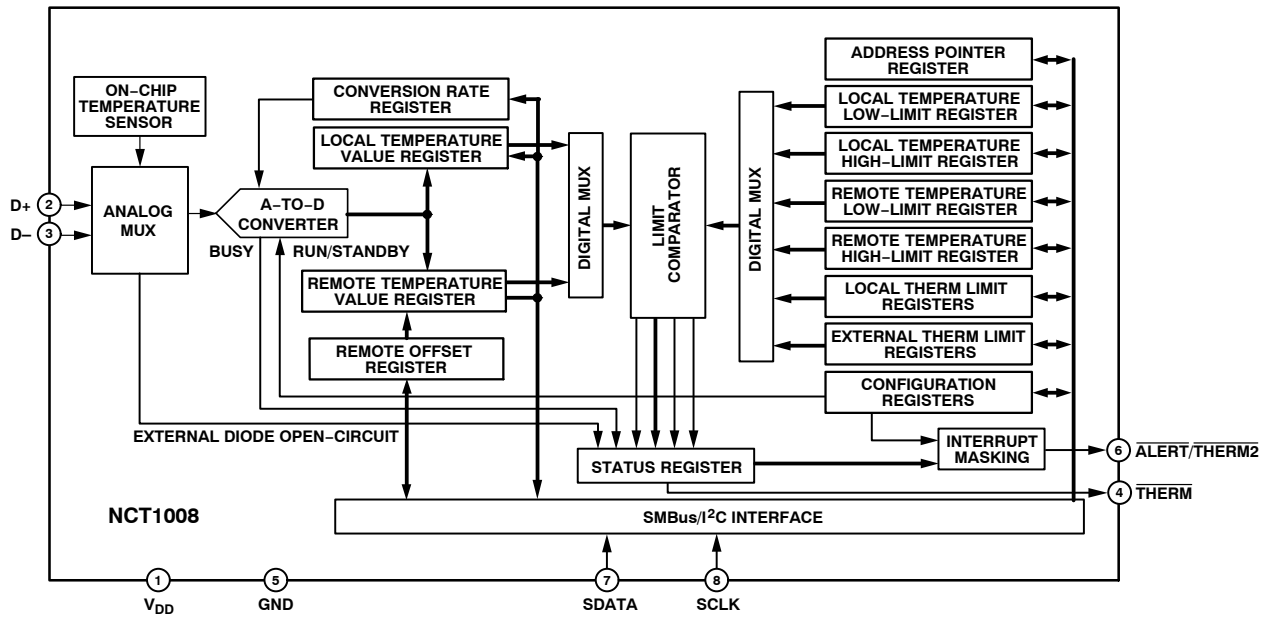 ADDRESS POINTER
REGISTER
ON–CHIP
TEMPERATURE
SENSOR
CONVERSION RATE
REGISTER
LOCAL TEMPERATURE
LOW–LIMIT REGISTER
LOCAL TEMPERATURE
VALUE REGISTER
LOCAL TEMPERATURE
HIGH–LIMIT REGISTER
D+
2
D–
3
ANALOG
MUX
A–TO–D
CONVERTER
BUSY
RUN/STANDBY
DIGITAL MUX
LIMIT
COMPARATOR
DIGITAL MUX
REMOTE TEMPERATURE
LOW–LIMIT REGISTER
REMOTE TEMPERATURE
HIGH–LIMIT REGISTER
REMOTE TEMPERATURE
VALUE REGISTER
LOCAL THERM LIMIT
REGISTERS
REMOTE OFFSET
REGISTER
EXTERNAL THERM LIMIT
REGISTERS
CONFIGURATION
REGISTERS
EXTERNAL DIODE OPEN–CIRCUIT
STATUS REGISTER
INTERRUPT
MASKING
6
ALERT/THERM2
4
THERM
NCT1008
SMBus/I²C INTERFACE
1
VDD
5
GND
7
SDATA
8
SCLK